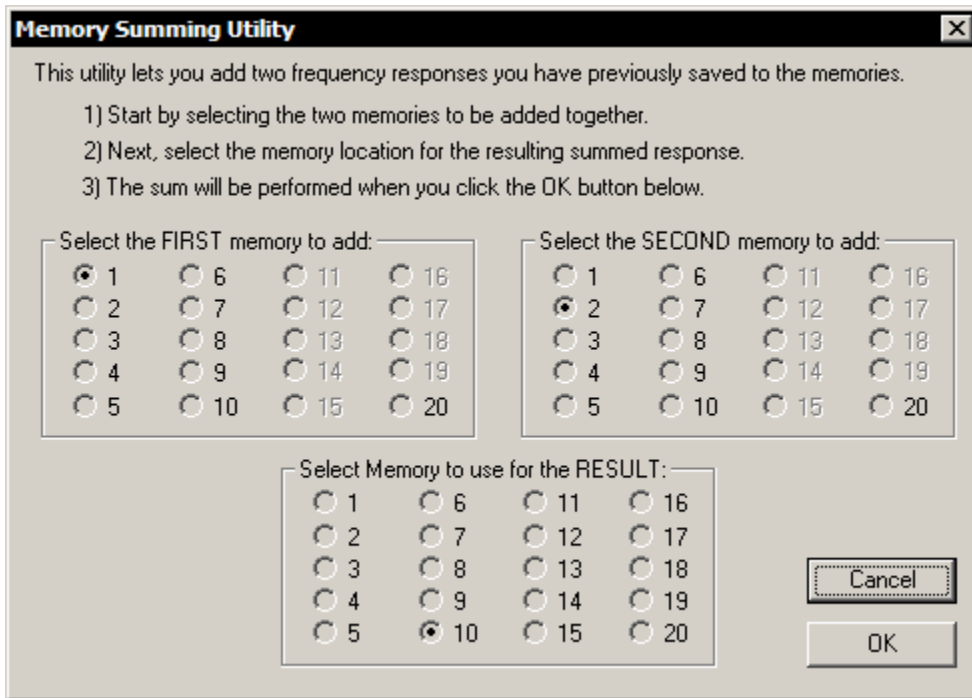 Memory Summing Utility
This utility lets you add two frequency responses you have previously saved to the memories.
1) Start by selecting the two memories to be added together.
2) Next, select the memory location for the resulting summed response.
3) The sum will be performed when you click the OK button below.
Select the FIRST memory to add:
1 6 11 16
2 7 12 17
3 8 13 18
4 9 14 19
5 10 15 20
Select the SECOND memory to add:
1 6 11 16
2 7 12 17
3 8 13 18
4 9 14 19
5 10 15 20
Select Memory to use for the RESULT:
1 6 11 16
2 7 12 17
3 8 13 18
4 9 14 19
5 10 15 20
Cancel
OK